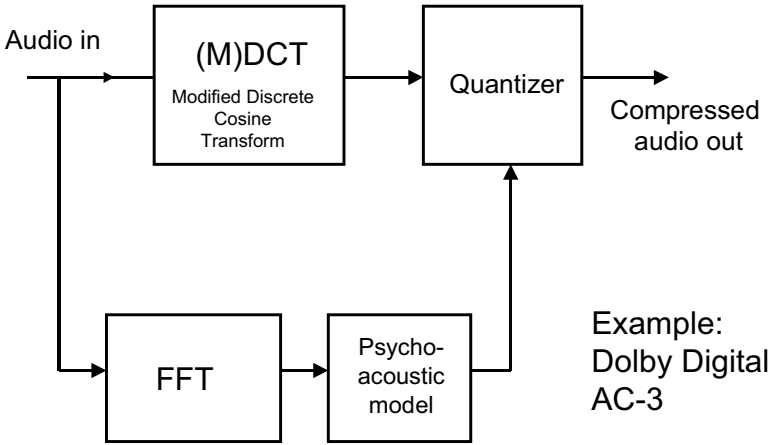 Audio in
(M)DCT
Modified Discrete
Cosine
Transform
Quantizer
Compressed
audio out
FFT
Psycho-
acoustic
model
Example:
Dolby Digital
AC-3